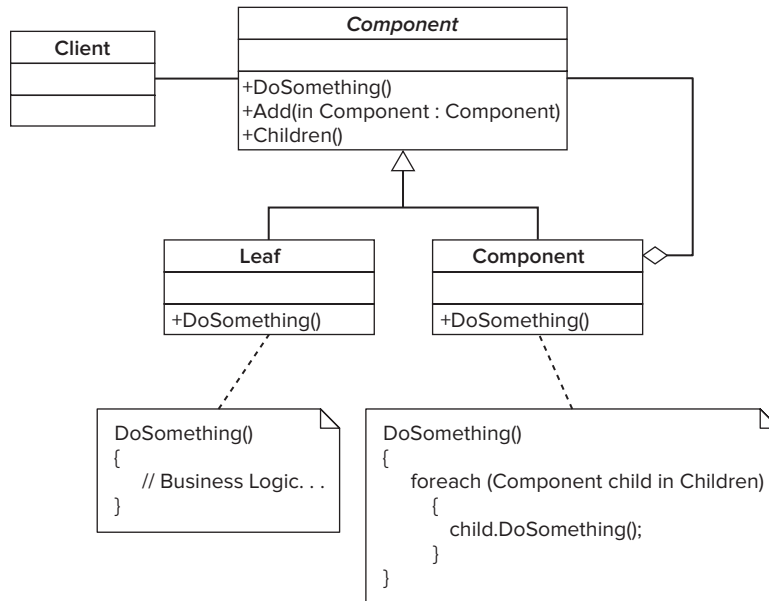 Component
Client
+DoSomething()
+Add(in Component : Component)
+Children()
Leaf
+DoSomething()
Component
+DoSomething()
DoSomething()
{
// Business Logic. . .
}
DoSomething()
{
foreach (Component child in Children)
{
child.DoSomething();
}
}